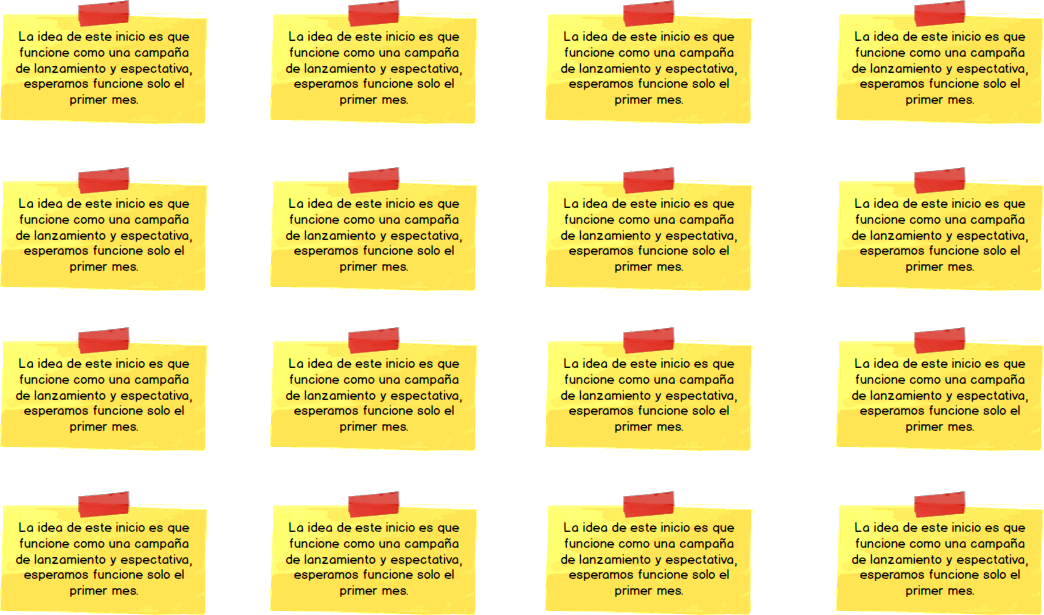 La idea de este inicio es que
funcione como una campaña
de lanzamiento y espectativa,
esperamos funcione solo el
primer mes.
La idea de este inicio es que
funcione como una campaña
de lanzamiento y espectativa,
esperamos funcione solo el
primer mes.
La idea de este inicio es que
funcione como una campaña
de lanzamiento y espectativa,
esperamos funcione solo el
primer mes.
La idea de este inicio es que
funcione como una campaña
de lanzamiento y espectativa,
esperamos funcione solo el
primer mes.
La idea de este inicio es que
funcione como una campaña
de lanzamiento y espectativa,
esperamos funcione solo el
primer mes.
La idea de este inicio es que
funcione como una campaña
de lanzamiento y espectativa,
esperamos funcione solo el
primer mes.
La idea de este inicio es que
funcione como una campaña
de lanzamiento y espectativa,
esperamos funcione solo el
primer mes.
La idea de este inicio es que
funcione como una campaña
de lanzamiento y espectativa,
esperamos funcione solo el
primer mes.
La idea de este inicio es que
funcione como una campaña
de lanzamiento y espectativa,
esperamos funcione solo el
primer mes.
La idea de este inicio es que
funcione como una campaña
de lanzamiento y espectativa,
esperamos funcione solo el
primer mes.
La idea de este inicio es que
funcione como una campaña
de lanzamiento y espectativa,
esperamos funcione solo el
primer mes.
La idea de este inicio es que
funcione como una campaña
de lanzamiento y espectativa,
esperamos funcione solo el
primer mes.
La idea de este inicio es que
funcione como una campaña
de lanzamiento y espectativa,
esperamos funcione solo el
primer mes.
La idea de este inicio es que
funcione como una campaña
de lanzamiento y espectativa,
esperamos funcione solo el
primer mes.
La idea de este inicio es que
funcione como una campaña
de lanzamiento y espectativa,
esperamos funcione solo el
primer mes.
La idea de este inicio es que
funcione como una campaña
de lanzamiento y espectativa,
esperamos funcione solo el
primer mes.